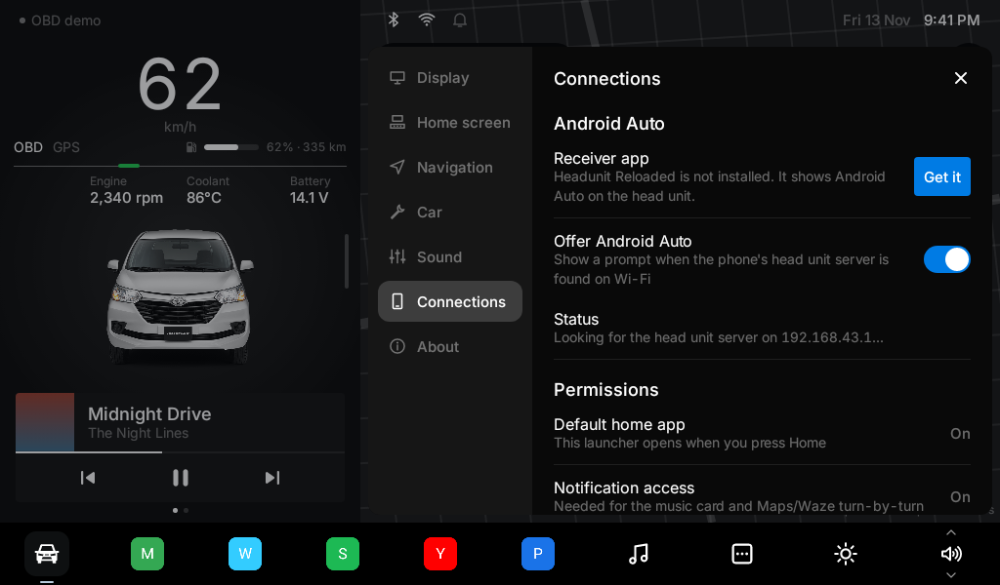 OBD demo
62
km/h
OBD GPS
62% · 335 km
Engine
2,340 rpm
Coolant
86°C
Battery
14.1 V
Midnight Drive
The Night Lines
Fri 13 Nov 9:41 PM
Display
Home screen
Navigation
Car
Sound
Connections
About
Connections
Android Auto
Receiver app
Headunit Reloaded is not installed. It shows Android
Auto on the head unit.
Get it
Offer Android Auto
Show a prompt when the phone's head unit server is
found on Wi-Fi
Status
Looking for the head unit server on 192.168.43.1...
Permissions
Default home app
This launcher opens when you press Home
On
Notification access
Needed for the music card and Maps/Waze turn-by-turn
On
M
W
S
Y
P